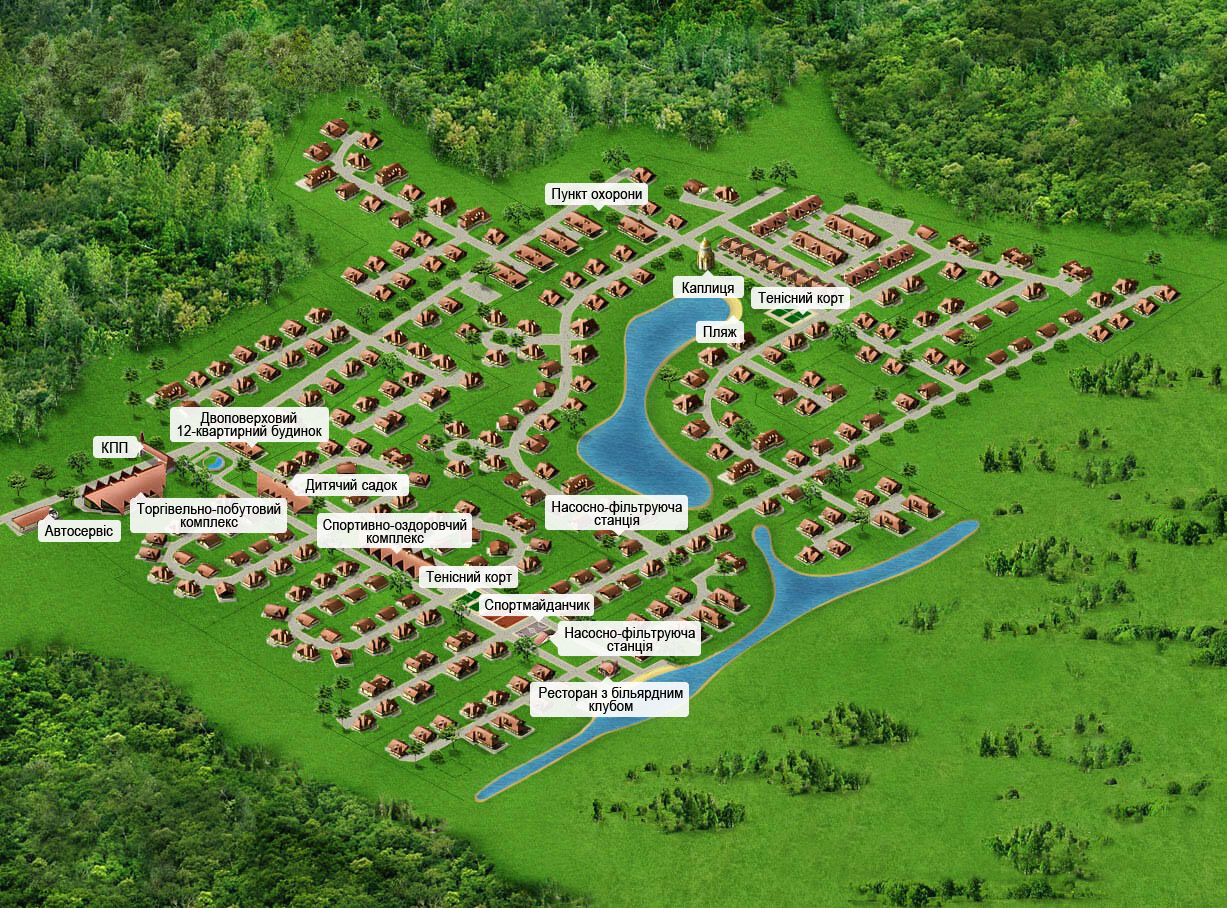 Пункт охорони
Каплиця
Тенісний корт
Пляж
Двоповерховий
12-квартирний будинок
КПП
Дитячий садок
Торгівельно-побутовий
комплекс
Автосервіс
Насосно-фільтруюча
станція
Спортивно-оздоровчий
комплекс
Тенісний корт
Спортмайданчик
Насосно-фільтруюча
станція
Ресторан з більярдним
клубом